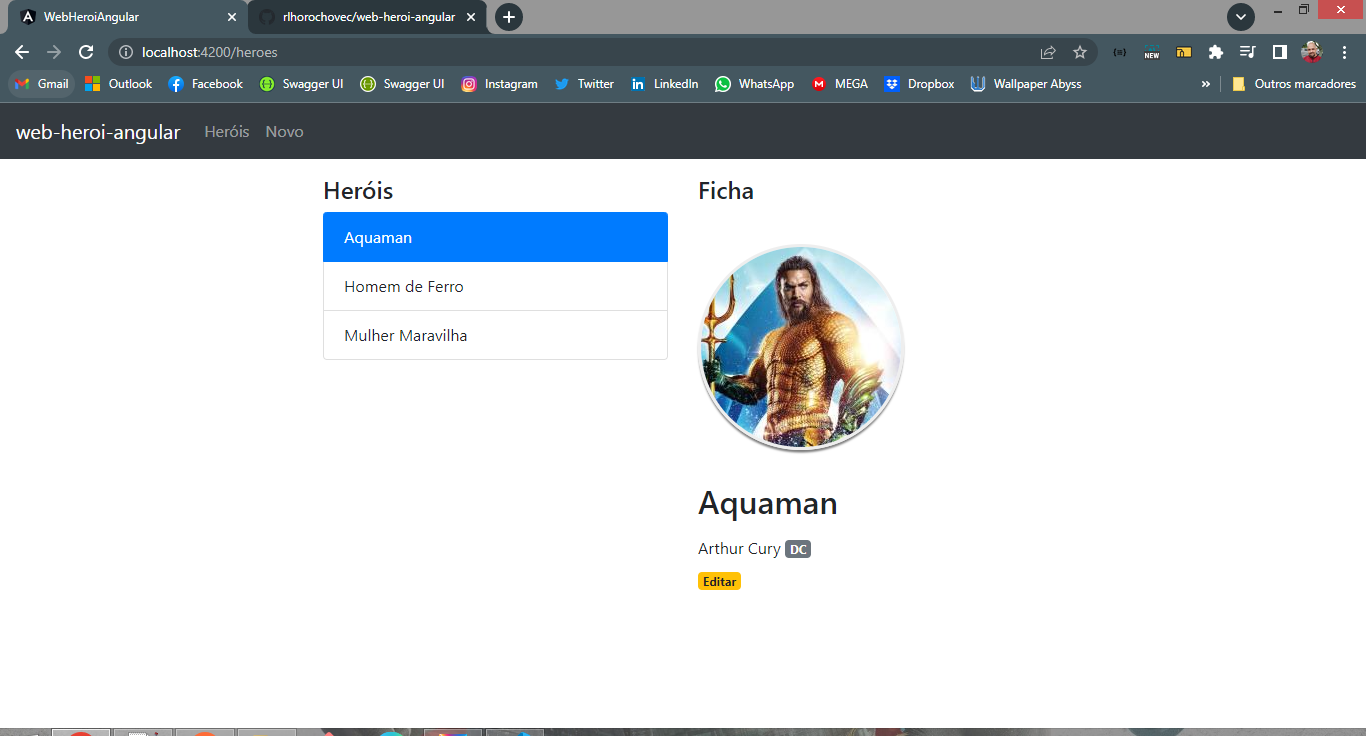 WebHeroiAngular
rlhorochovec/web-heroi-angular
localhost:4200/heroes
NEW
Gmail Outlook Facebook Swagger UI Swagger UI Instagram Twitter LinkedIn WhatsApp MEGA Dropbox Wallpaper Abyss » Outros marcadores
web-heroi-angular Heróis Novo
Heróis
Aquaman
Homem de Ferro
Mulher Maravilha
Ficha
Aquaman
Arthur Cury DC
Editar